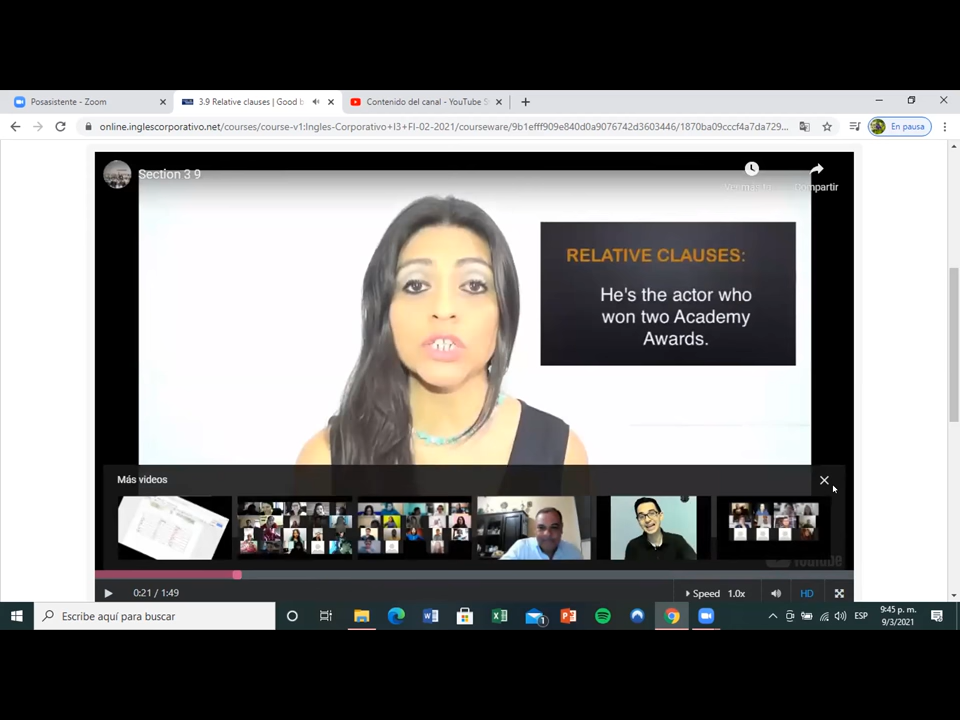 Posasistente - Zoom
3.9 Relative clauses | Good b
Contenido del canal - YouTube S
online.inglescorporativo.net/courses/course-v1:Ingles-Corporativo+I3+FI-02-2021/courseware/9b1efff909e840d0a9076742d3603446/1870ba09cccf4a7da729...
En pausa
Section 3 9
Compartir
RELATIVE CLAUSES:
He's the actor who
won two Academy
Awards.
Más videos
YouTube
0:21 / 1:49
Speed 1.0x
HD
Escribe aquí para buscar
1
ESP
9:45 p. m.
9/3/2021